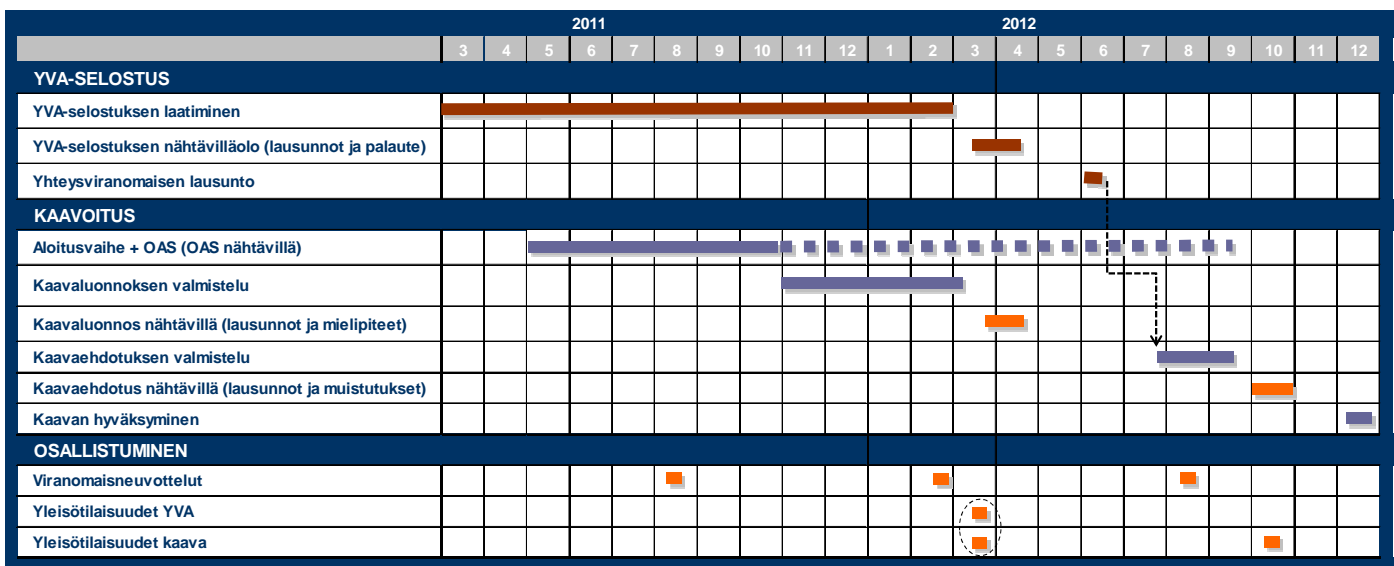 2011 2012
3 4 5 6 7 8 9 10 11 12 1 2 3 4 5 6 7 8 9 10 11 12
YVA-SELOSTUS
YVA-selostuksen laatiminen
YVA-selostuksen nähtävilläolo (lausunnot ja palaute)
Yhteysviranomaisen lausunto
KAAVOITUS
Aloitusvaihe + OAS (OAS nähtävillä)
Kaavaluonnoksen valmistelu
Kaavaluonnos nähtävillä (lausunnot ja mielipiteet)
Kaavaehdotuksen valmistelu
Kaavaehdotus nähtävillä (lausunnot ja muistutukset)
Kaavan hyväksyminen
OSALLISTUMINEN
Viranomaisneuvottelut
Yleisötilaisuudet YVA
Yleisötilaisuudet kaava